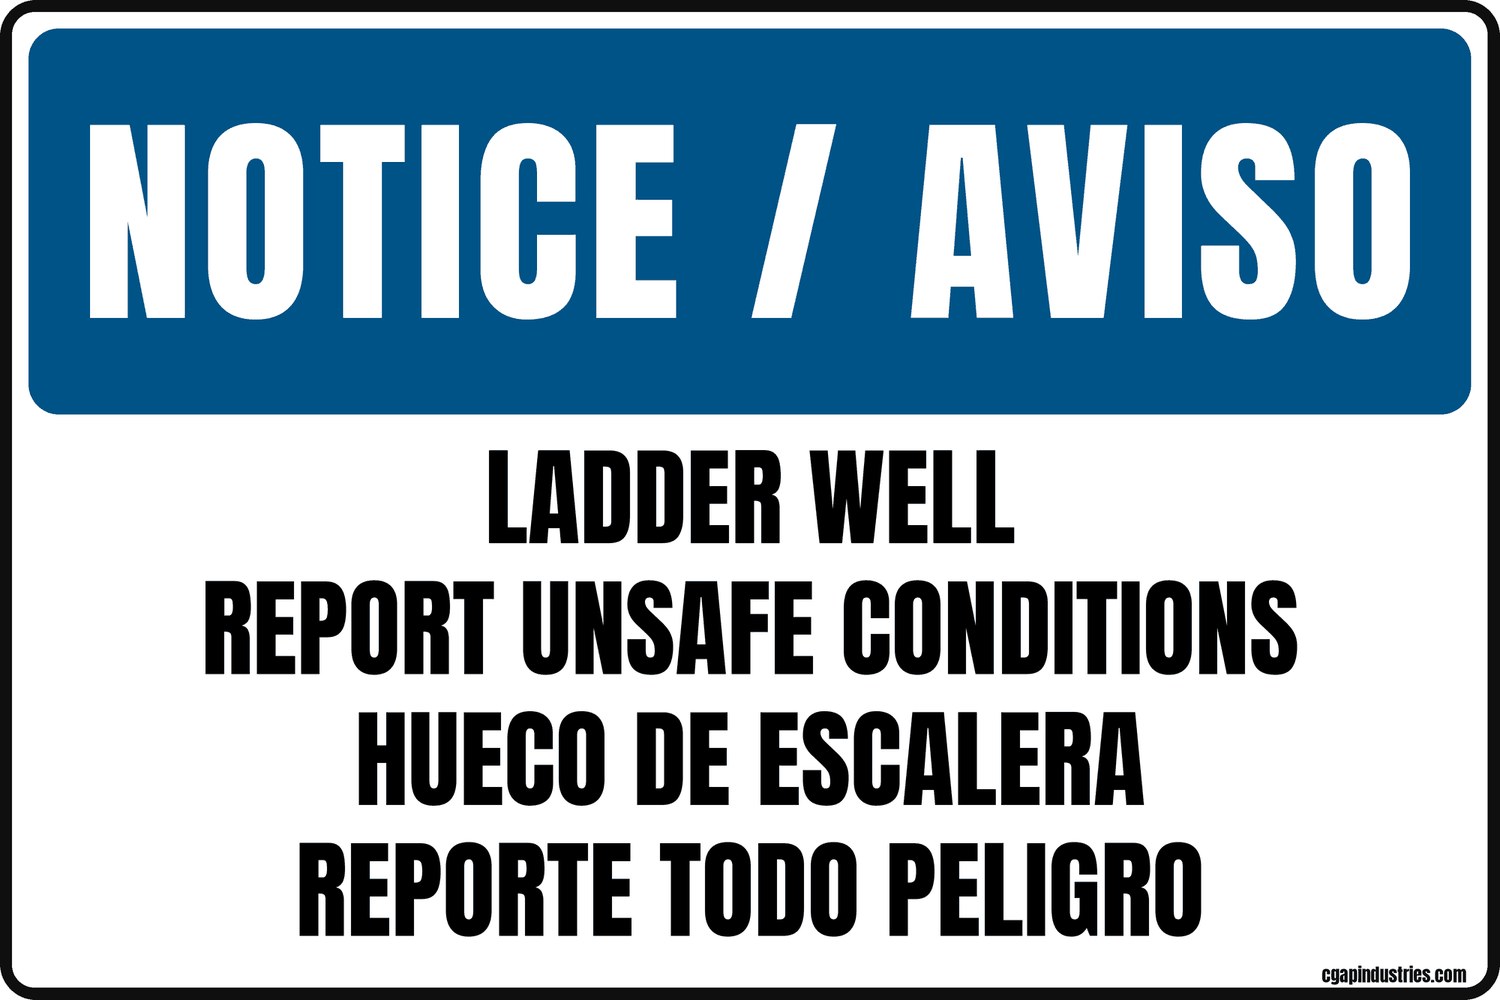 NOTICE / AVISO
LADDER WELL
REPORT UNSAFE CONDITIONS
HUECO DE ESCALERA
REPORTE TODO PELIGRO
cgapindustries.com